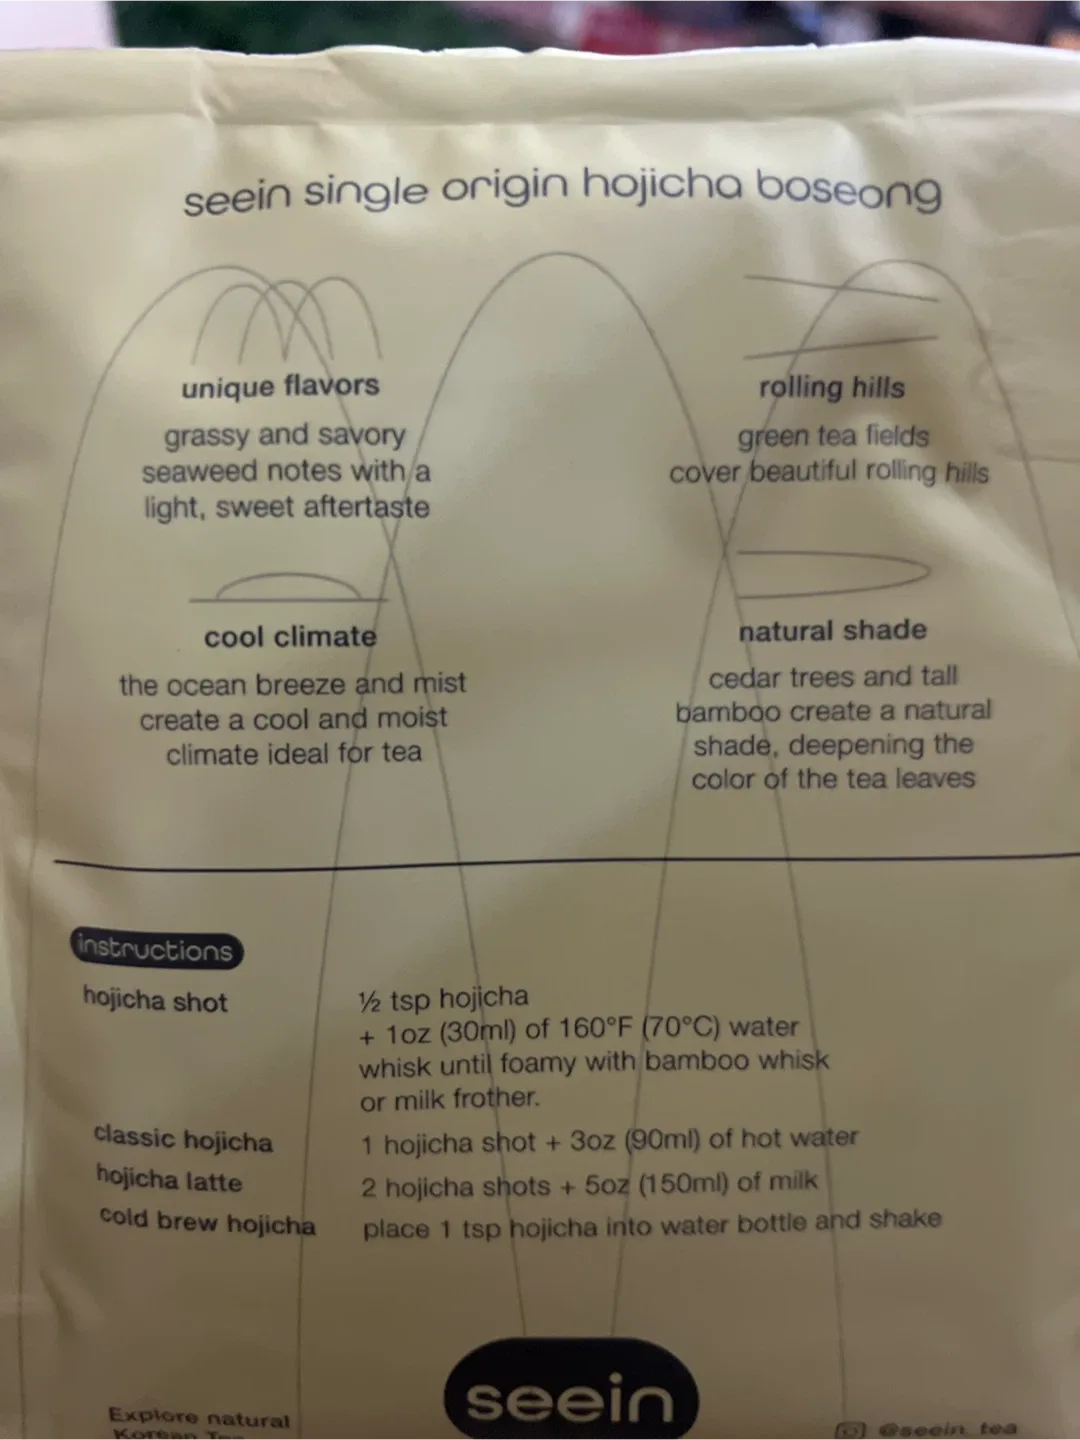 seein single origin hojicha boseong
unique flavors
grassy and savory
seaweed notes with a
light, sweet aftertaste
rolling hills
green tea fields
cover beautiful rolling hills
cool climate
the ocean breeze and mist
create a cool and moist
climate ideal for tea
natural shade
cedar trees and tall
bamboo create a natural
shade, deepening the
color of the tea leaves
instructions
hojicha shot
½ tsp hojicha
+ 1oz (30ml) of 160°F (70°C) water
whisk until foamy with bamboo whisk
or milk frother.
classic hojicha 1 hojicha shot + 3oz (90ml) of hot water
hojicha latte 2 hojicha shots + 5oz (150ml) of milk
cold brew hojicha place 1 tsp hojicha into water bottle and shake
seein
Explore natural
Korean Tea
@seein_tea